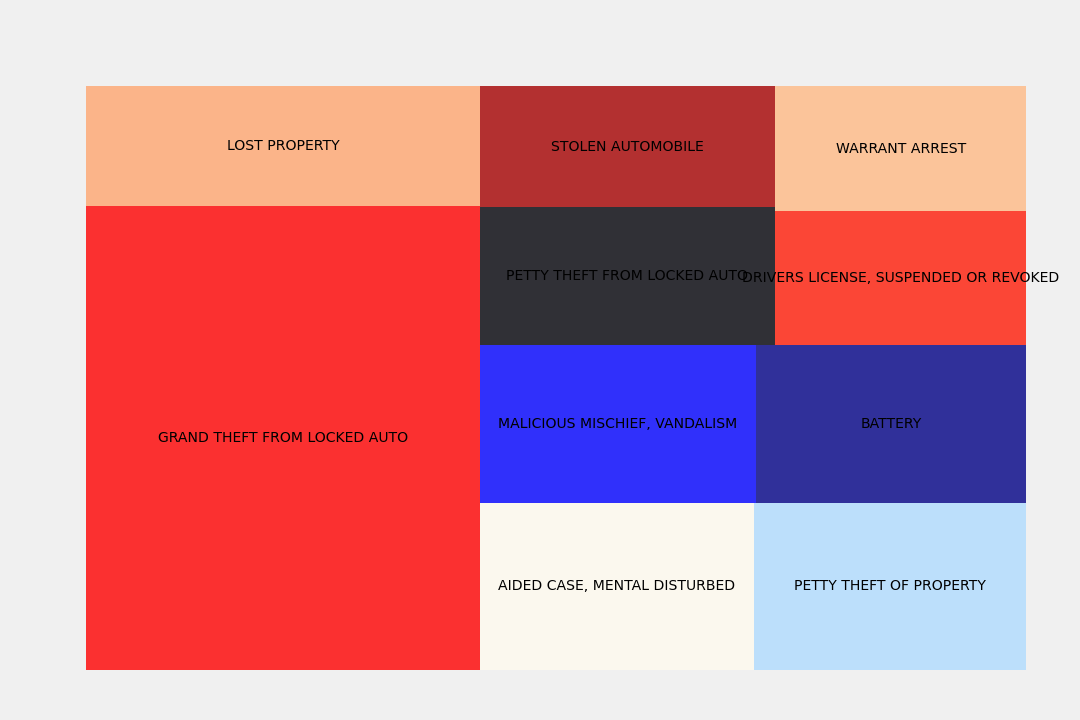 LOST PROPERTY
STOLEN AUTOMOBILE
WARRANT ARREST
PETTY THEFT FROM LOCKED AUTO
DRIVERS LICENSE, SUSPENDED OR REVOKED
GRAND THEFT FROM LOCKED AUTO
MALICIOUS MISCHIEF, VANDALISM
BATTERY
AIDED CASE, MENTAL DISTURBED
PETTY THEFT OF PROPERTY